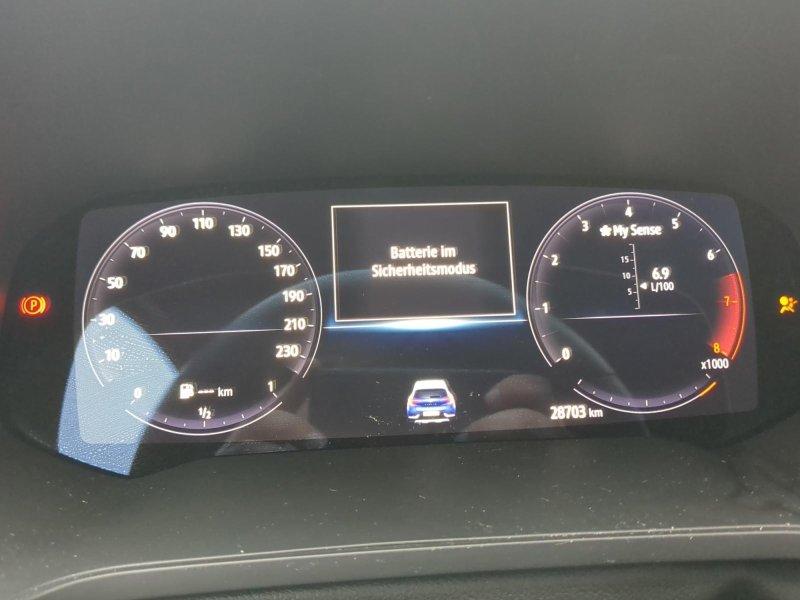 90 110 130
70 150
50 170
30 190
10 210
0 230
--- km
1/2 1
Batterie im
Sicherheitsmodus
My Sense
15
10
5
6.9
L/100
0 1 2 3 4 5 6 7 8
x1000
28703 km
P